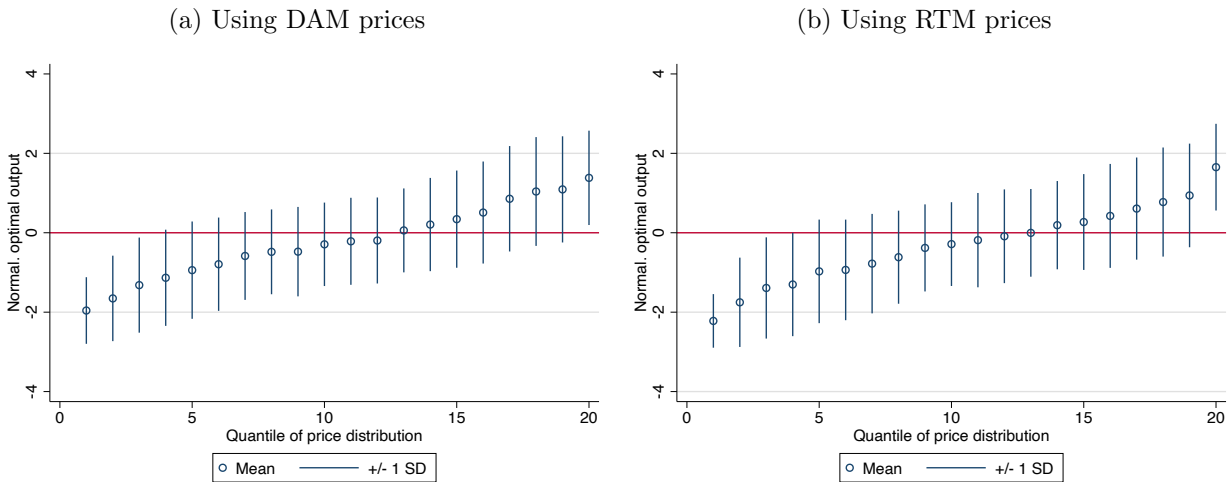 (a) Using DAM prices
4
2
0
-2
-4
Normal. optimal output
0
5
10
15
20
Quantile of price distribution
Mean
+/- 1 SD
(b) Using RTM prices
4
2
0
-2
-4
Normal. optimal output
0
5
10
15
20
Quantile of price distribution
Mean
+/- 1 SD